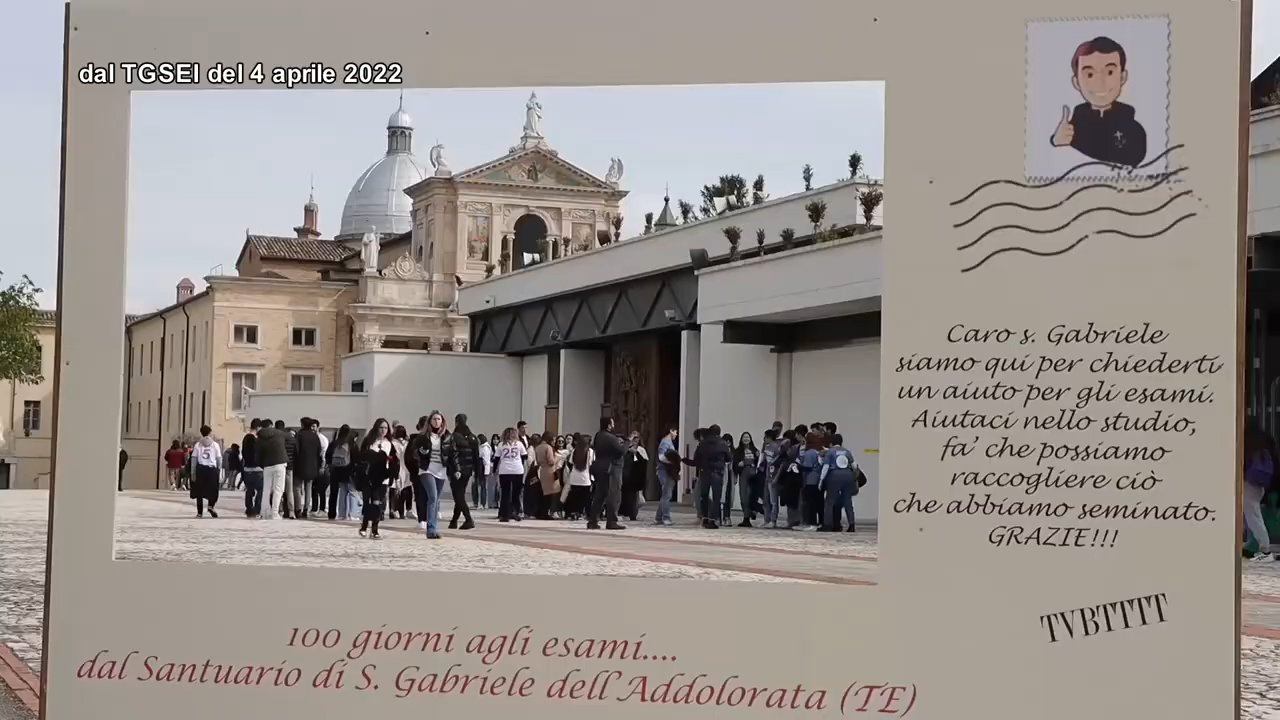 dal TGSEI del 4 aprile 2022
5
25
Caro s. Gabriele
siamo qui per chiederti
un aiuto per gli esami.
Aiutaci nello studio,
fa' che possiamo
raccogliere ciò
che abbiamo seminato.
GRAZIE!!!
TVBTTTT
100 giorni agli esami....
dal Santuario di S. Gabriele dell'Addolorata (TE)